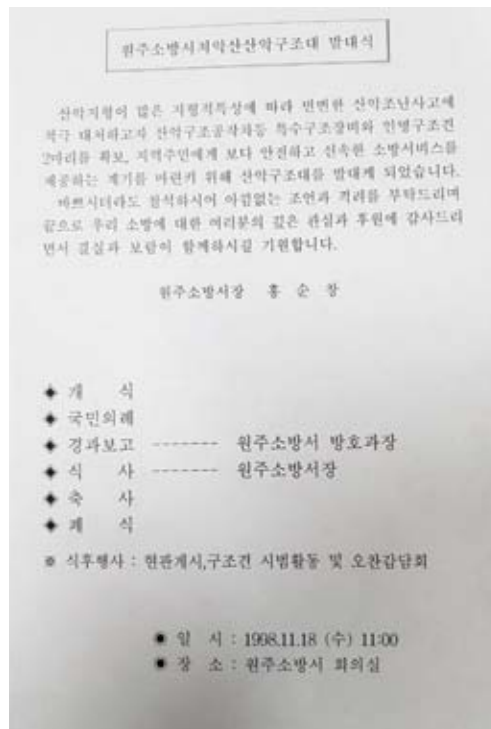 원주소방서치악산산악구조대 발대식
산악지형이 많은 지형적특성에 따라 빈번한 산악조난사고에
적극 대처하고자 산악구조공작차등 특수구조장비와 인명구조견
2마리를 확보, 지역주민에게 보다 안전하고 신속한 소방서비스를
제공하는 계기를 마련키 위해 산악구조대를 발대케 되었습니다.
바쁘시더라도 참석하시어 아낌없는 조언과 격려를 부탁드리며
끝으로 우리 소방에 대한 여러분의 깊은 관심과 후원에 감사드리
면서 결실과 보람이 함께하시길 기원합니다.
원주소방서장 홍 순 창
◆ 개 식
◆ 국민의례
◆ 경과보고 ------- 원주소방서 방호과장
◆ 식 사 ------- 원주소방서장
◆ 축 사
◆ 폐 식
※ 식후행사 : 현판게시,구조견 시범활동 및 오찬감담회
● 일 시 : 1998.11.18 (수) 11:00
● 장 소 : 원주소방서 회의실